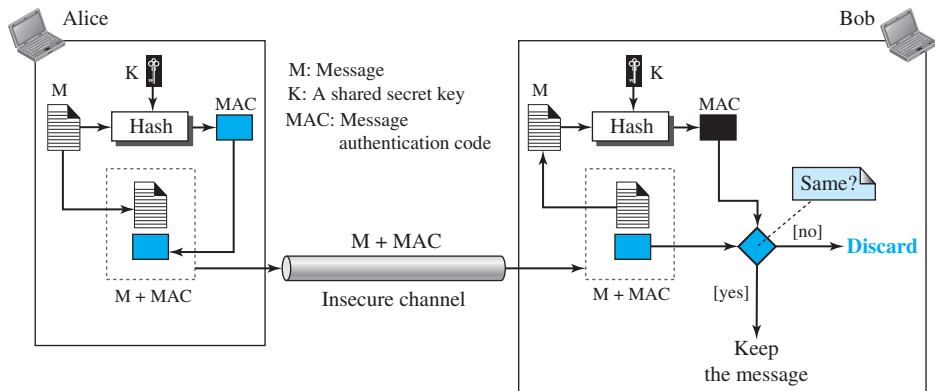 Alice
K
M
MAC
Hash
M + MAC
M: Message
K: A shared secret key
MAC: Message
authentication code
M + MAC
Insecure channel
Bob
K
M
MAC
Hash
Same?
[no]
Discard
M + MAC
[yes]
Keep
the message